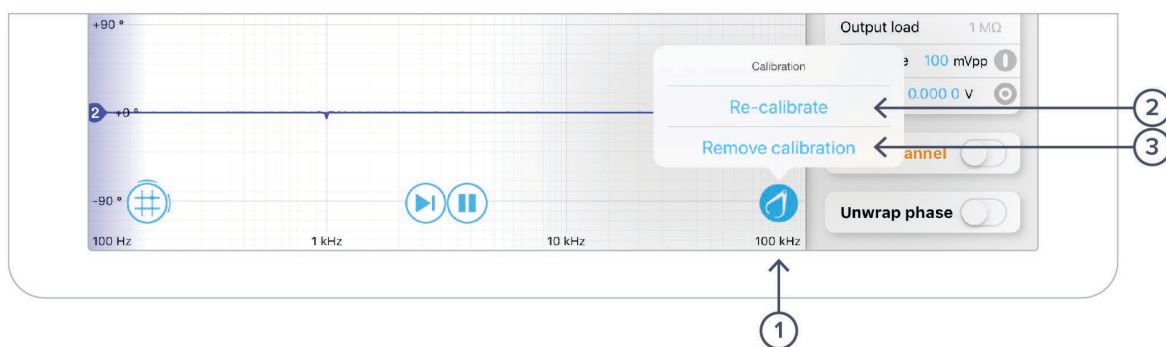 +90 °
Output load 1 MΩ
Calibration
e 100 mVpp
Re-calibrate
0.000 0 V
2
2 +0 °
Remove calibration
annel
3
-90 °
Unwrap phase
100 Hz 1 kHz 10 kHz 100 kHz
1